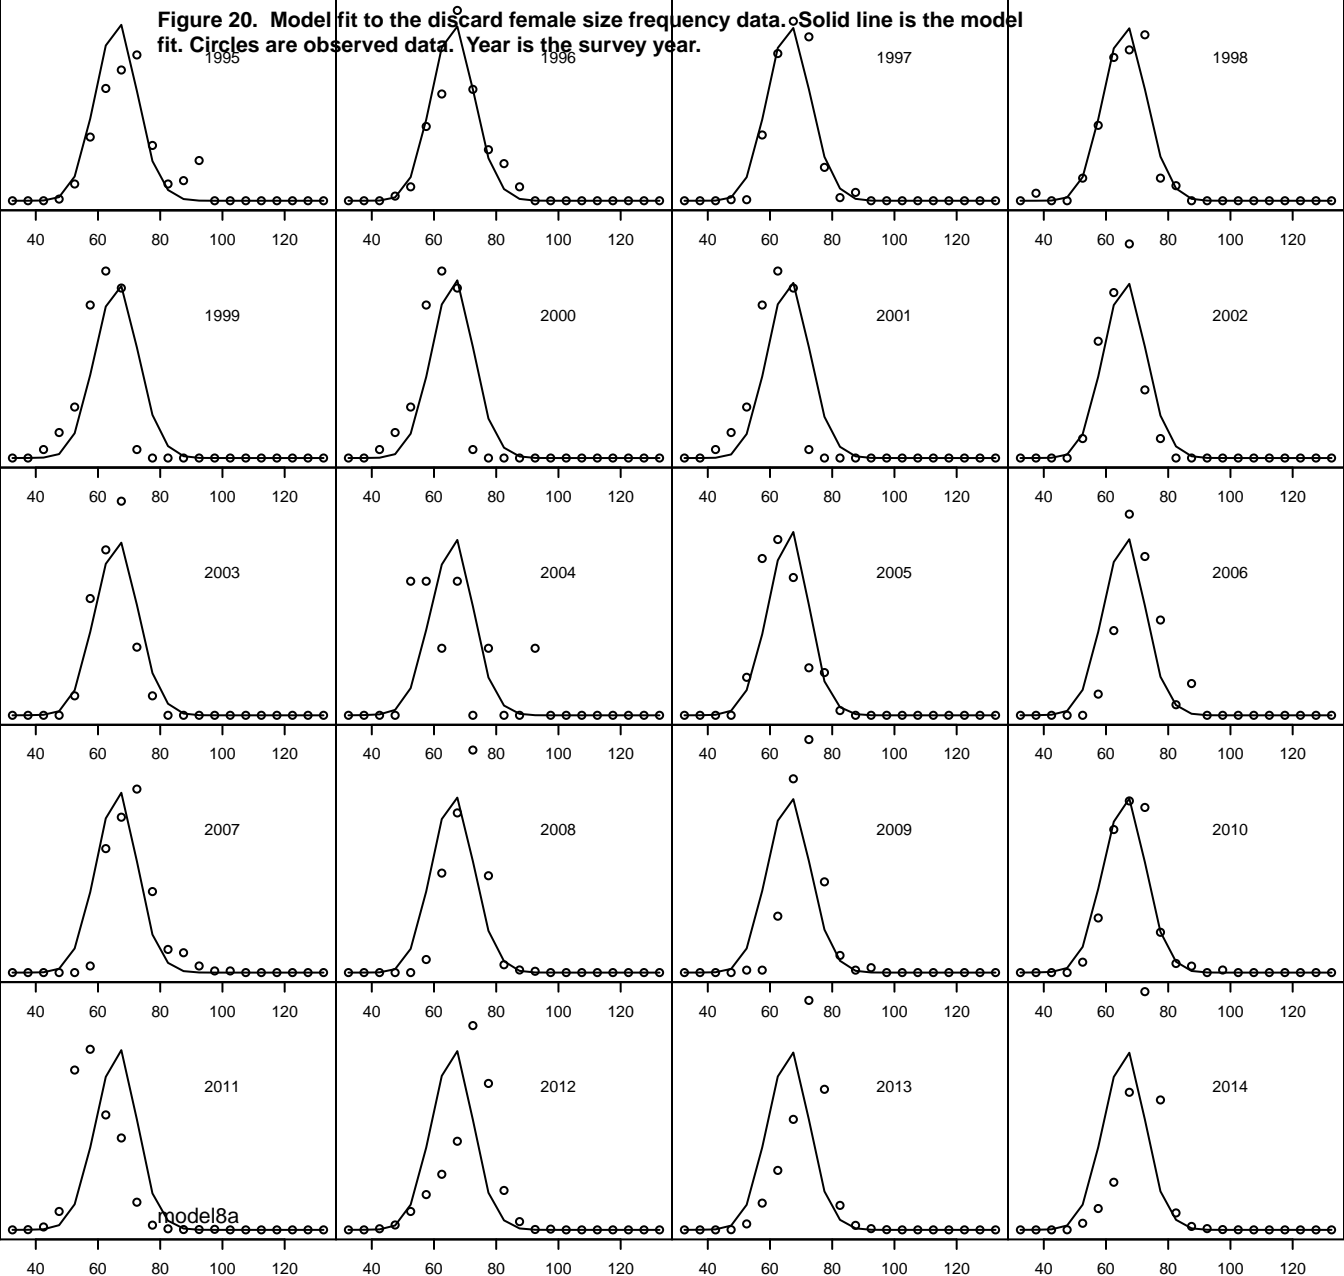 Figure 20. Model fit to the discard female size frequency data. Solid line is the model
fit. Circles are observed data. Year is the survey year.
1995 1996 1997 1998
40 60 80 100 120 40 60 80 100 120 40 60 80 100 120 40 60 80 100 120
1999 2000 2001 2002
40 60 80 100 120 40 60 80 100 120 40 60 80 100 120 40 60 80 100 120
2003 2004 2005 2006
40 60 80 100 120 40 60 80 100 120 40 60 80 100 120 40 60 80 100 120
2007 2008 2009 2010
40 60 80 100 120 40 60 80 100 120 40 60 80 100 120 40 60 80 100 120
2011 2012 2013 2014
model8a
40 60 80 100 120 40 60 80 100 120 40 60 80 100 120 40 60 80 100 120